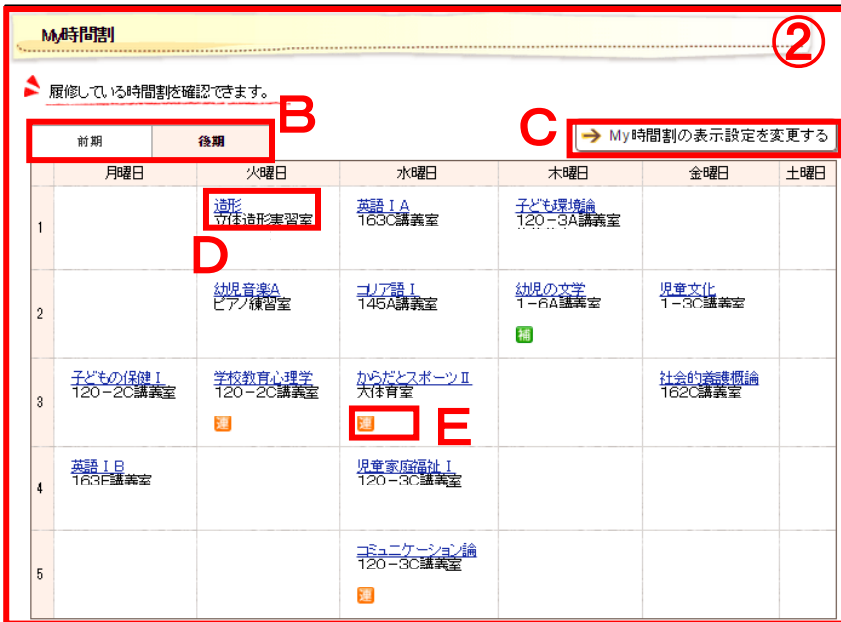 My時間割
②
履修している時間割を確認できます。
B
C
前期 後期
My時間割の表示設定を変更する
月曜日 火曜日 水曜日 木曜日 金曜日 土曜日
1
造形
立体造形実習室
英語ⅠA
163C講義室
子ども環境論
120-3A講義室
D
2
幼児音楽A
ピアノ練習室
コリア語Ⅰ
145A講義室
幼児の文学
1-6A講義室
補
児童文化
1-3C講義室
3
子どもの保健Ⅰ
120-2C講義室
学校教育心理学
120-2C講義室
連
からだとスポーツⅡ
大体育室
連
E
社会的養護概論
162C講義室
4
英語ⅠB
163F講義室
児童家庭福祉Ⅰ
120-3C講義室
5
コミュニケーション論
120-3C講義室
連